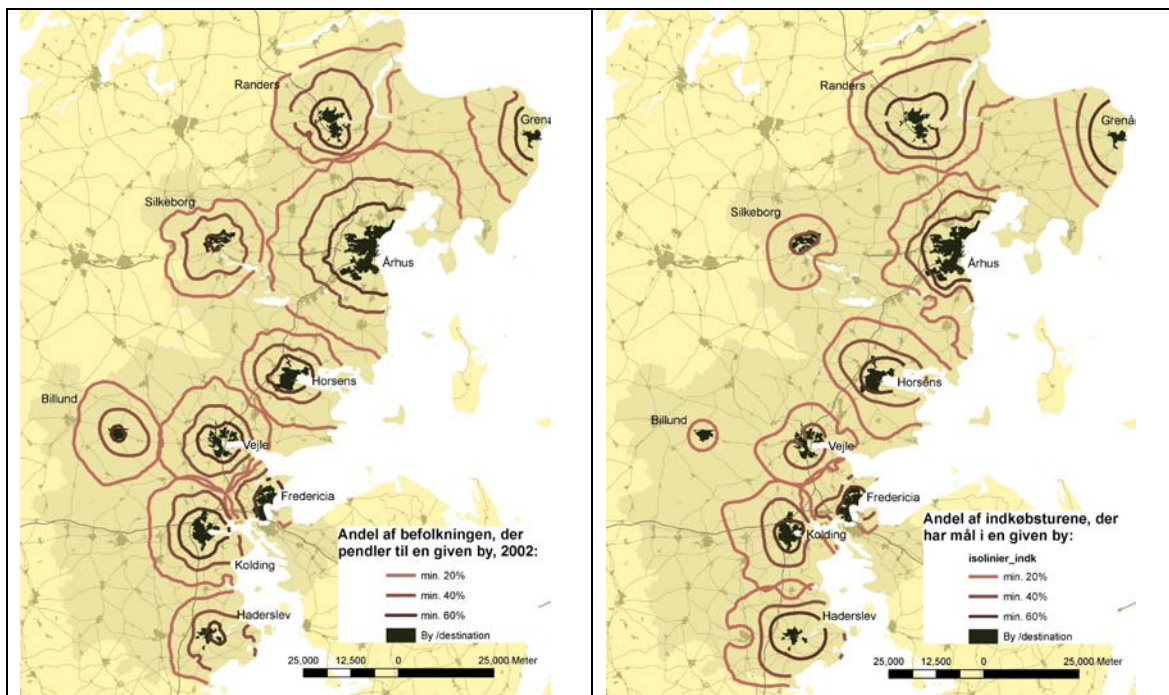 Randers
Grenå
Silkeborg
Århus
Horsens
Billund
Vejle
Fredericia
Kolding
Haderslev
Andel af befolkningen, der
pendler til en given by, 2002:
min. 20%
min. 40%
min. 60%
By /destination
25,000 12,500 0 25,000 Meter
Randers
Grenå
Silkeborg
Århus
Horsens
Billund
Vejle
Fredericia
Kolding
Haderslev
Andel af indkøbsturene, der
har mål i en given by:
isolinier_indk
min. 20%
min. 40%
min. 60%
By /destination
25,000 12,500 0 25,000 Meter